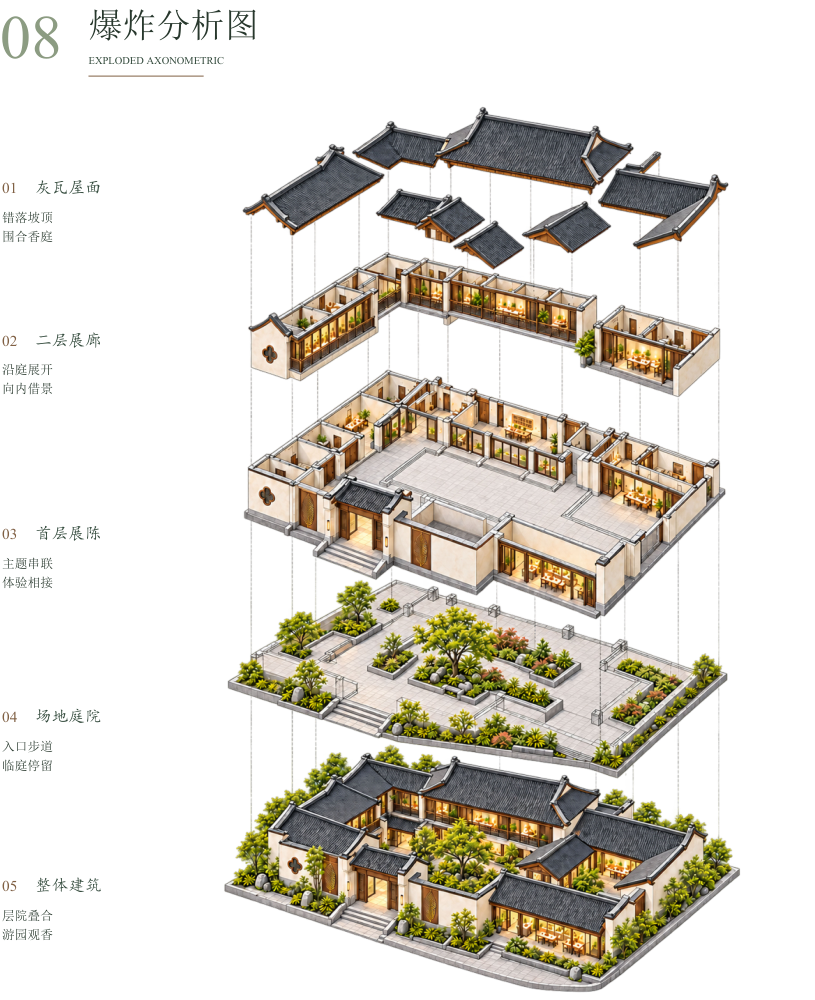 08
爆炸分析图
EXPLODED AXONOMETRIC
01 灰瓦屋面
错落坡顶
围合香庭
02 二层展廊
沿庭展开
向内借景
03 首层展陈
主题串联
体验相接
04 场地庭院
入口步道
临庭停留
05 整体建筑
层院叠合
游园观香